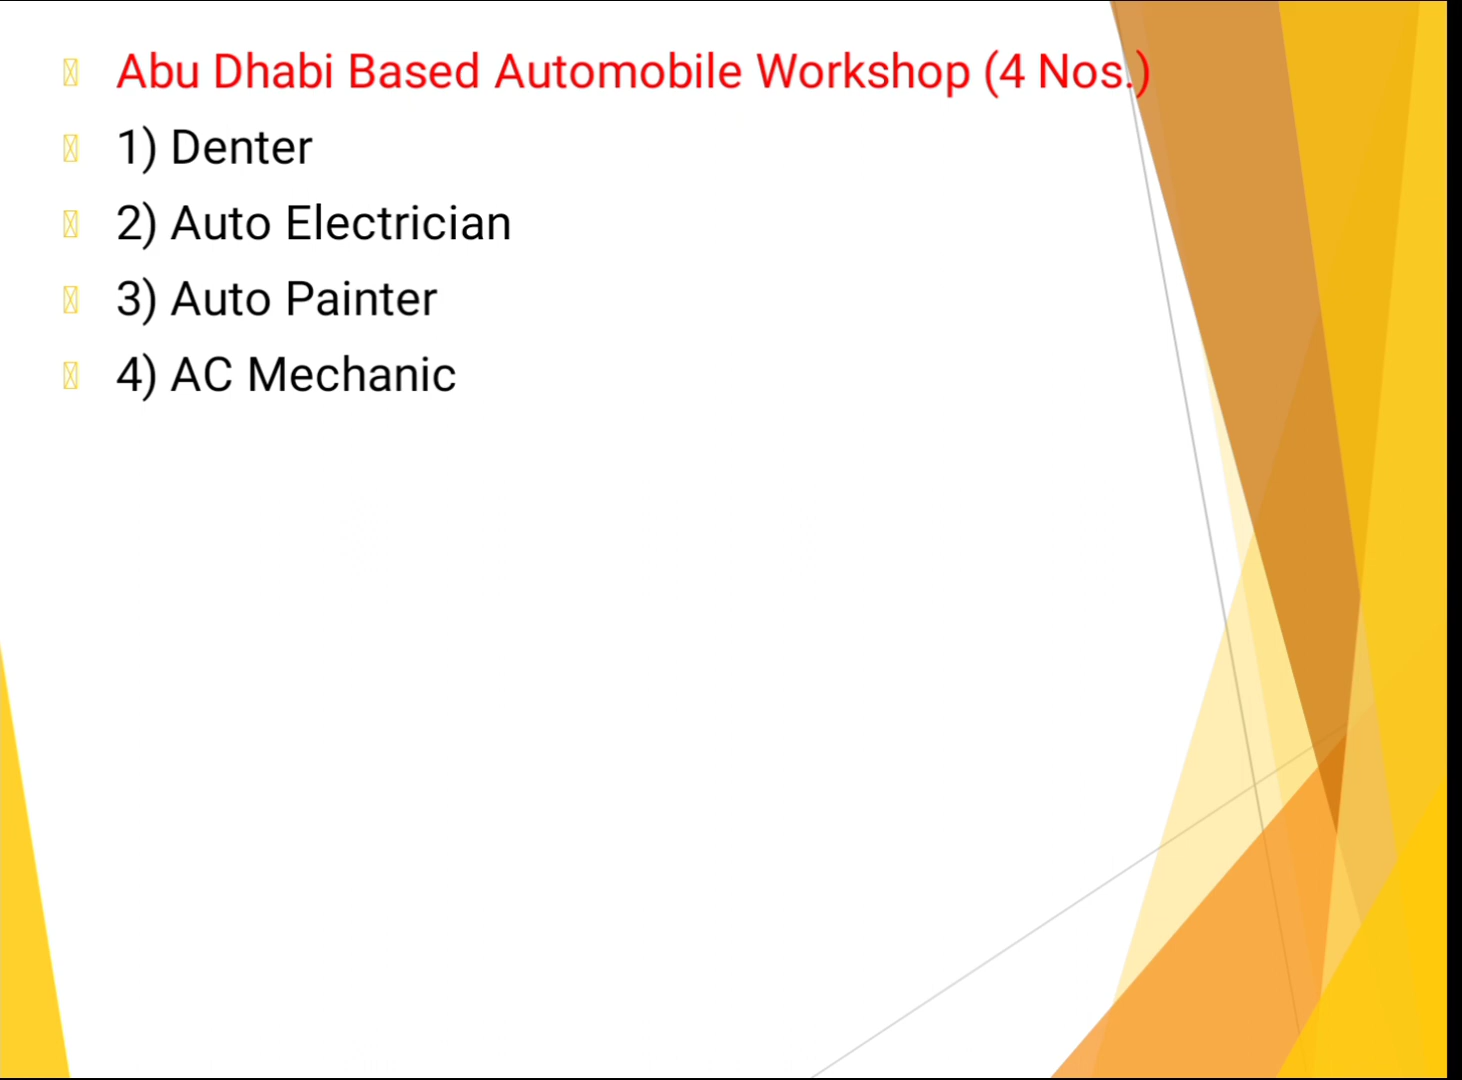 Abu Dhabi Based Automobile Workshop (4 Nos.)
1) Denter
2) Auto Electrician
3) Auto Painter
4) AC Mechanic